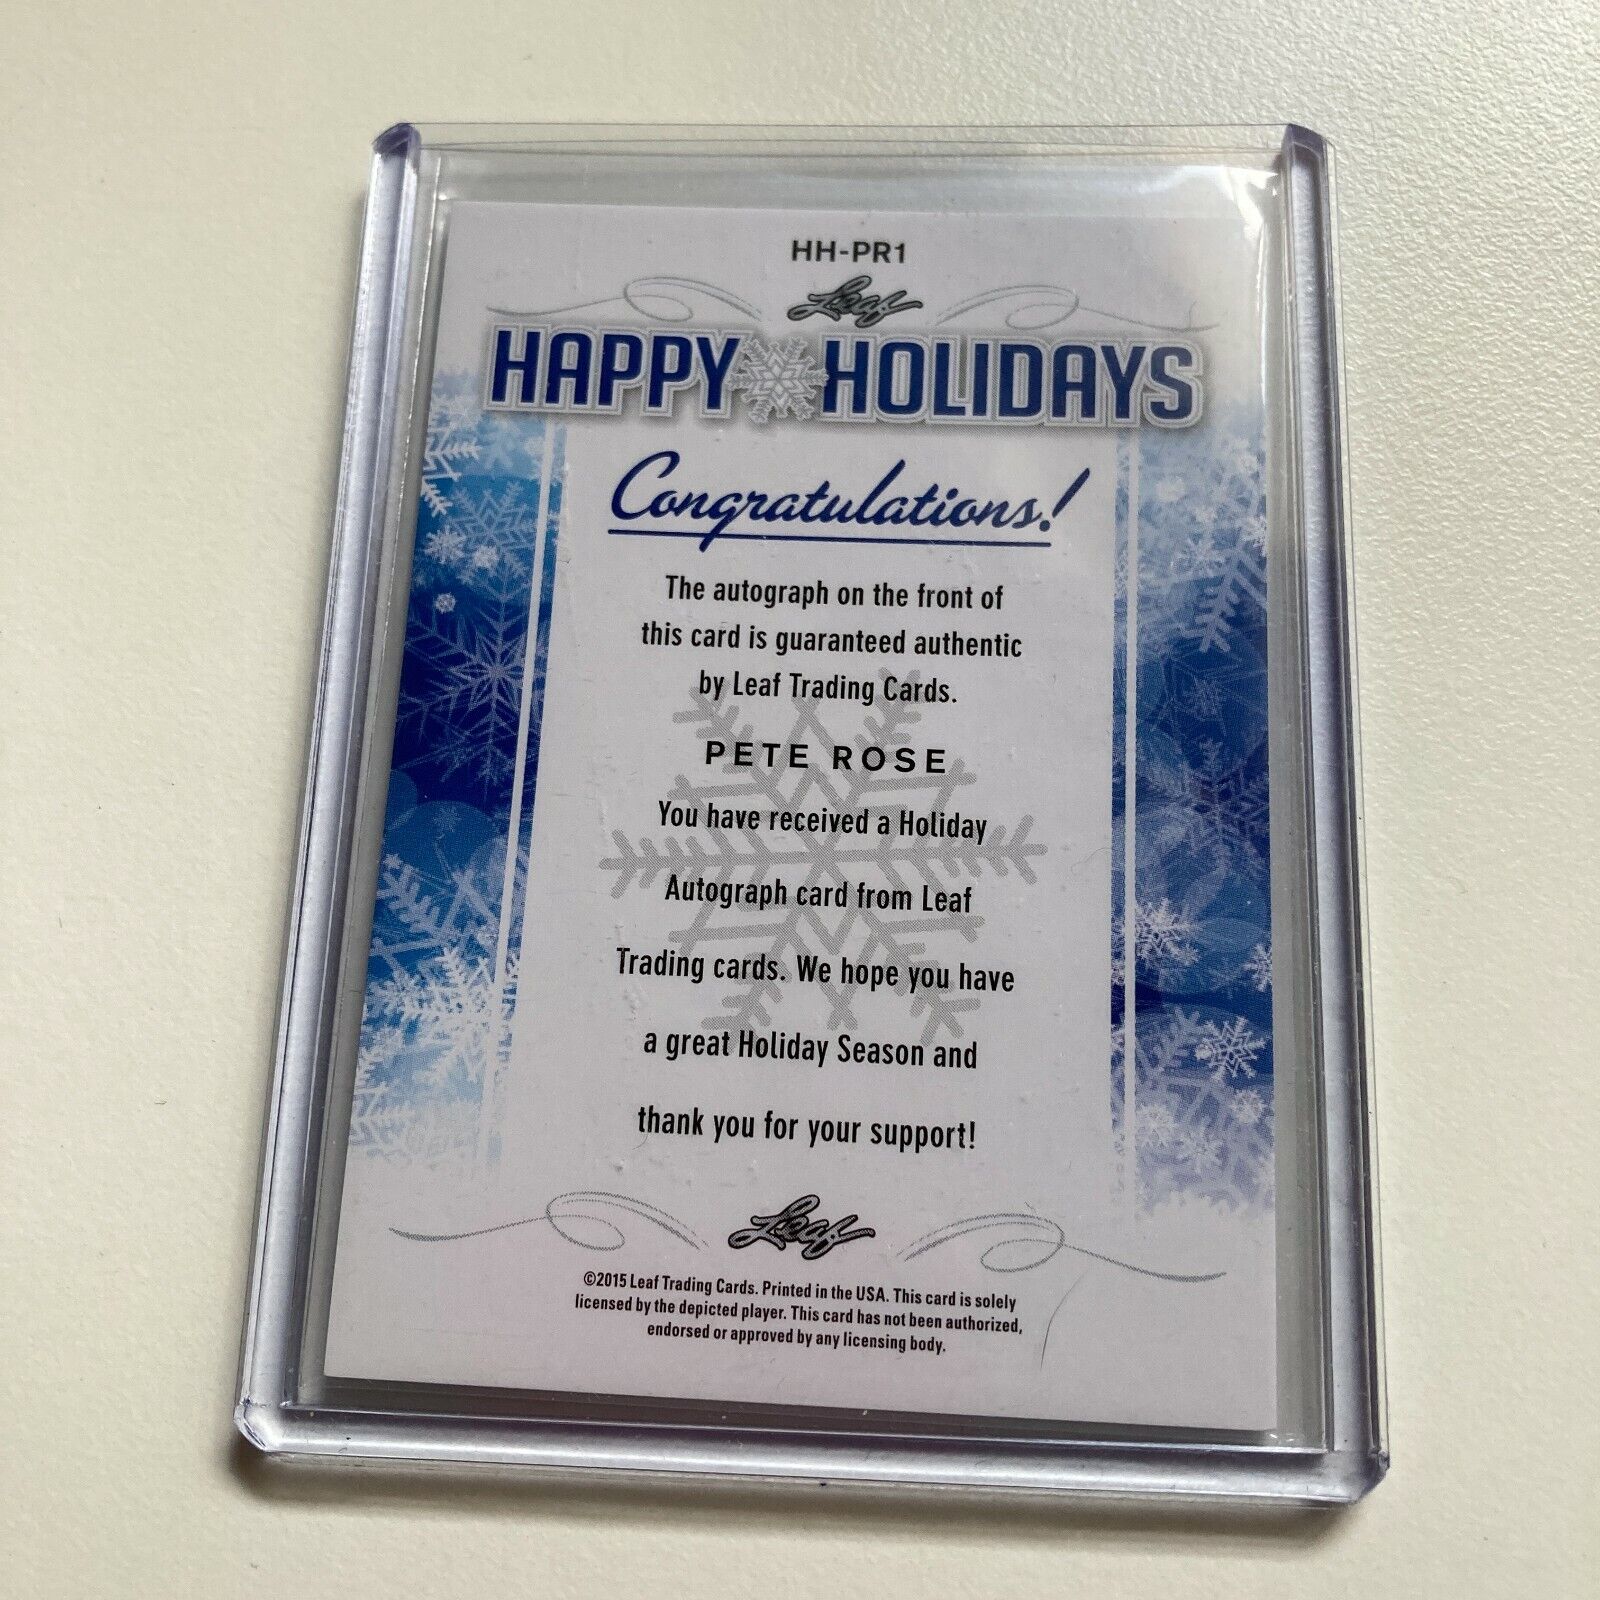 HH-PR1
Leaf
HAPPY HOLIDAYS
Congratulations!
The autograph on the front of
this card is guaranteed authentic
by Leaf Trading Cards.
PETE ROSE
You have received a Holiday
Autograph card from Leaf
Trading cards. We hope you have
a great Holiday Season and
thank you for your support!
Leaf
©2015 Leaf Trading Cards. Printed in the USA. This card is solely
licensed by the depicted player. This card has not been authorized,
endorsed or approved by any licensing body.